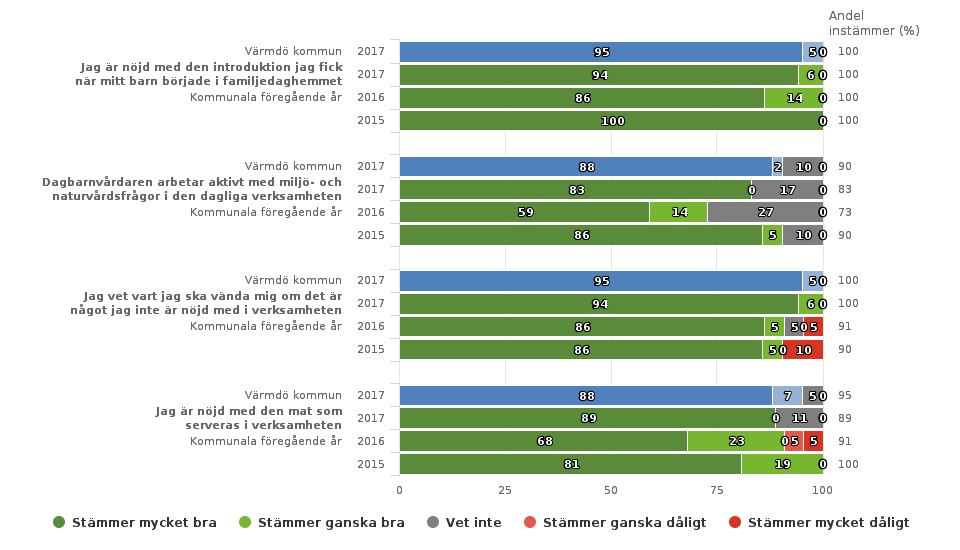 Andel
instämmer (%)
Värmdö kommun 2017 95 5 0 100
Jag är nöjd med den introduktion jag fick
när mitt barn började i familjedaghemmet
2017 94 6 0 100
Kommunala föregående år 2016 86 14 0 100
2015 100 0 100
Värmdö kommun 2017 88 2 10 0 90
Dagbarnvårdaren arbetar aktivt med miljö- och
naturvårdsfrågor i den dagliga verksamheten
2017 83 0 17 0 83
Kommunala föregående år 2016 59 14 27 0 73
2015 86 5 10 0 90
Värmdö kommun 2017 95 5 0 100
Jag vet vart jag ska vända mig om det är
något jag inte är nöjd med i verksamheten
2017 94 6 0 100
Kommunala föregående år 2016 86 5 5 0 5 91
2015 86 5 0 10 90
Värmdö kommun 2017 88 7 5 0 95
Jag är nöjd med den mat som
serveras i verksamheten
2017 89 0 11 0 89
Kommunala föregående år 2016 68 23 0 5 5 91
2015 81 19 0 100
0 25 50 75 100
Stämmer mycket bra Stämmer ganska bra Vet inte Stämmer ganska dåligt Stämmer mycket dåligt